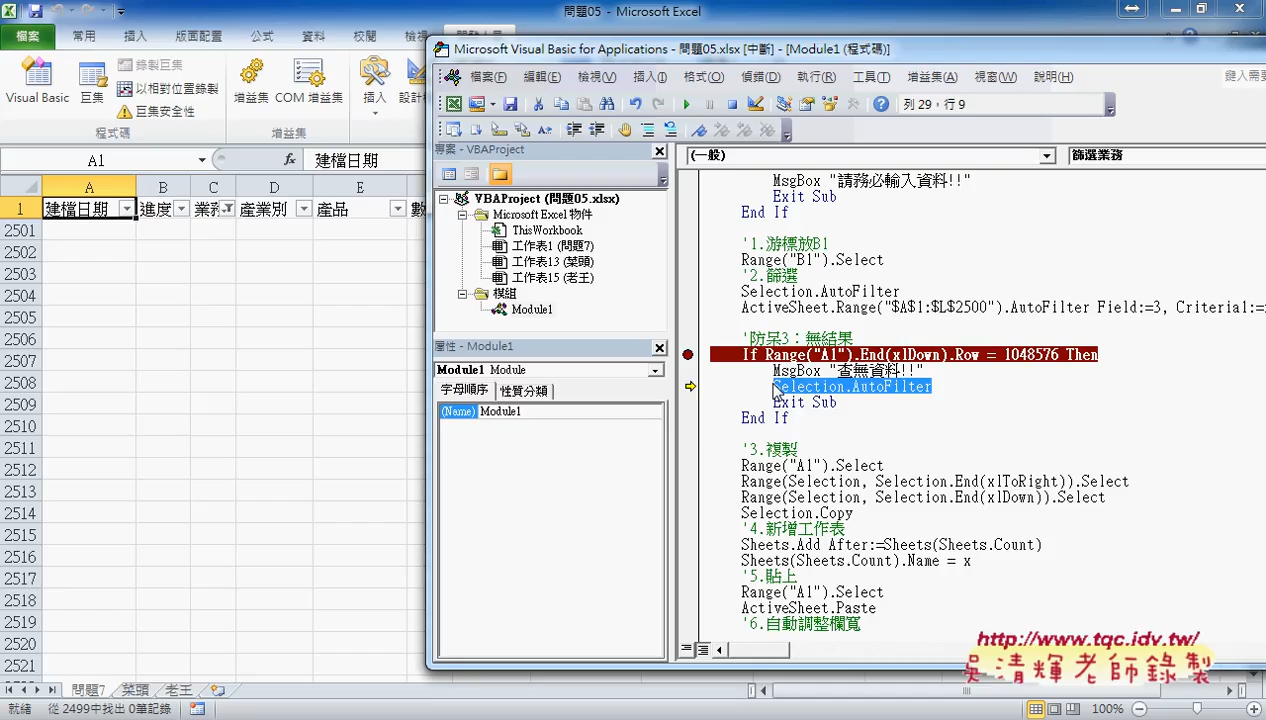 問題05 - Microsoft Excel
檔案 常用 插入 版面配置 公式 資料 校閱
Visual Basic 巨集 錄製巨集 以相對位置錄製 巨集安全性 增益集 COM 增益集 插入
程式碼 增益集
A1 fx 建檔日期
A B C D E
1 建檔日期 進度 業務 產業別 產品
2501
2502
2503
2504
2505
2506
2507
2508
2509
2510
2511
2512
2513
2514
2515
2516
2517
2518
2519
2520
2521
問題7 菜頭 老王
就緒 從 2499中找出 0筆記錄 100%
Microsoft Visual Basic for Applications - 問題05.xlsx [中斷] - [Module1 (程式碼)]
檔案(F) 編輯(E) 檢視(V) 插入(I) 格式(O) 偵錯(D) 執行(R) 工具(T) 增益集(A) 視窗(W) 說明(H)
列 29，行 9
專案 - VBAProject
VBAProject (問題05.xlsx)
Microsoft Excel 物件
ThisWorkbook
工作表1 (問題7)
工作表13 (菜頭)
工作表15 (老王)
模組
Module1
屬性 - Module1
Module1 Module
字母順序 性質分類
(Name) Module1
(一般) 篩選業務
MsgBox "請務必輸入資料!!"
Exit Sub
End If
'1.游標放B1
Range("B1").Select
'2.篩選
Selection.AutoFilter
ActiveSheet.Range("$A$1:$L$2500").AutoFilter Field:=3, Criteria1:=
'防呆3：無結果
If Range("A1").End(xlDown).Row = 1048576 Then
MsgBox "查無資料!!"
Selection.AutoFilter
Exit Sub
End If
'3.複製
Range("A1").Select
Range(Selection, Selection.End(xlToRight)).Select
Range(Selection, Selection.End(xlDown)).Select
Selection.Copy
'4.新增工作表
Sheets.Add After:=Sheets(Sheets.Count)
Sheets(Sheets.Count).Name = x
'5.貼上
Range("A1").Select
ActiveSheet.Paste
'6.自動調整欄寬
http://www.tqc.idv.tw/
吳清輝老師錄製